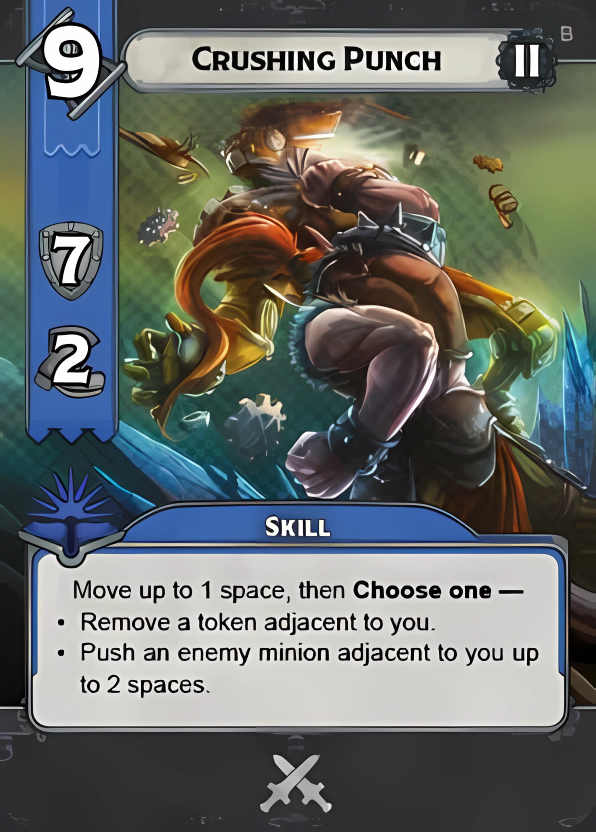 9
CRUSHING PUNCH
II
B
7
2
SKILL
Move up to 1 space, then Choose one —
• Remove a token adjacent to you.
• Push an enemy minion adjacent to you up
to 2 spaces.